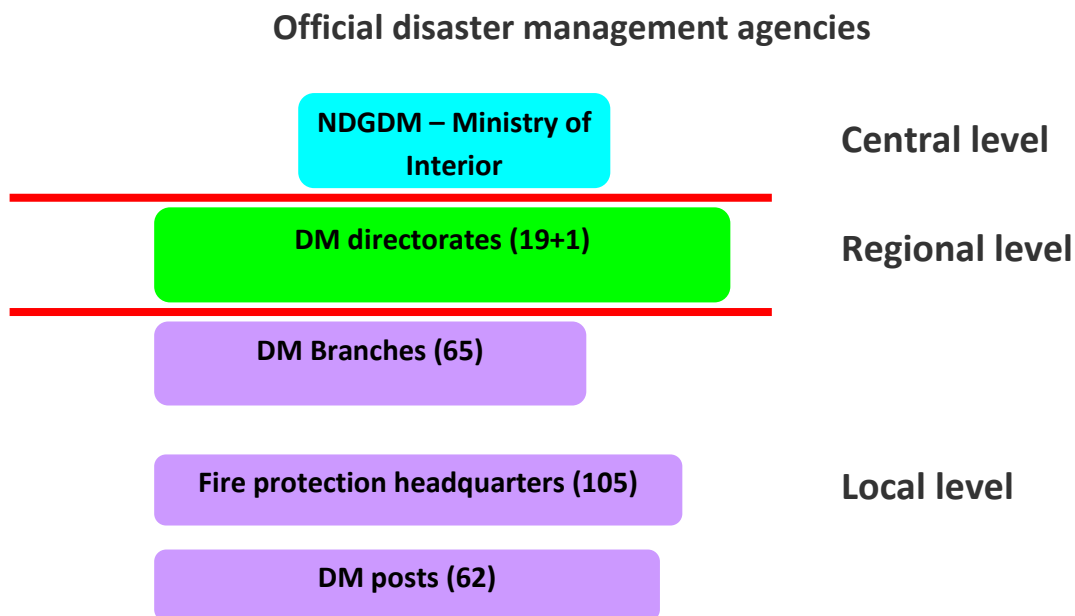 Official disaster management agencies
NDGDM – Ministry of
Interior
Central level
DM directorates (19+1)
Regional level
DM Branches (65)
Fire protection headquarters (105)
Local level
DM posts (62)